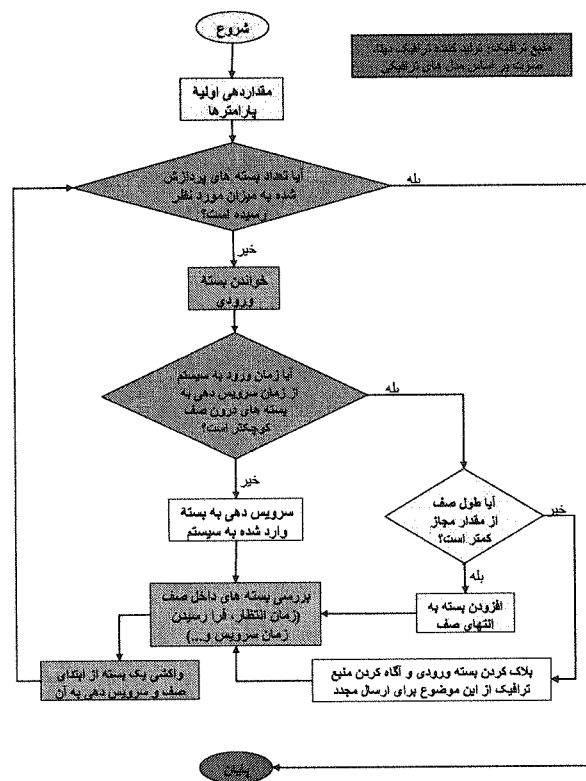 شروع
منبع ترافیک: تولید کننده ترافیک دیتا،
صوت بر اساس مدل های ترافیکی
مقداردهی اولیه
پارامترها
آیا تعداد بسته های پردازش
شده به میزان مورد نظر
رسیده است؟
بله
خیر
خواندن بسته
ورودی
آیا زمان ورود به سیستم
از زمان سرویس دهی به
بسته های درون صف
کوچکتر است؟
بله
خیر
سرویس دهی به بسته
وارد شده به سیستم
آیا طول صف
از مقدار مجاز
کمتر است؟
خیر
بله
افزودن بسته به
انتهای صف
بررسی بسته های داخل صف
(زمان انتظار، فرا رسیدن
زمان سرویس و...)
بلاک کردن بسته ورودی و آگاه کردن منبع
ترافیک از این موضوع برای ارسال مجدد
واکشی یک بسته از ابتدای
صف و سرویس دهی به آن
پایان